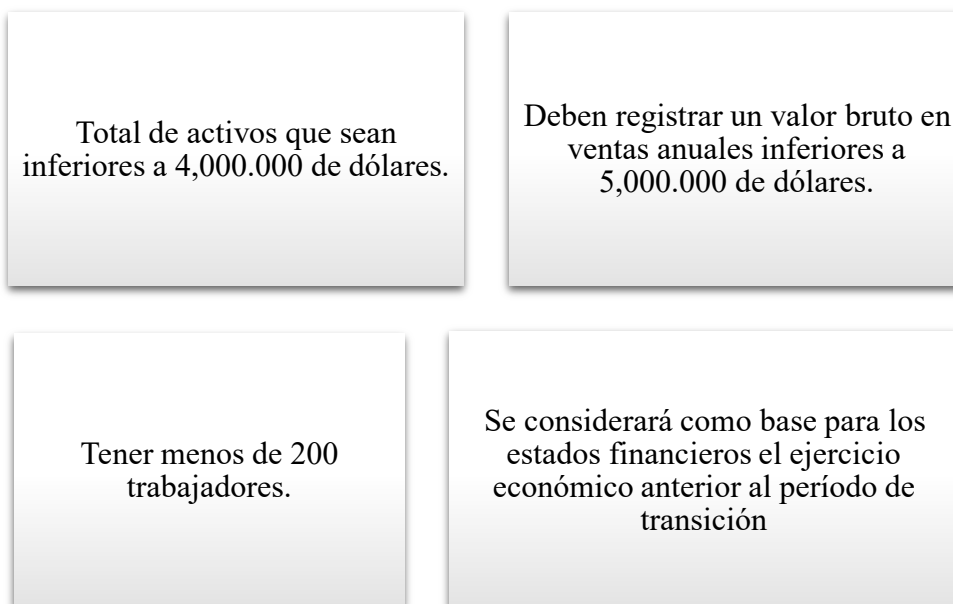 Total de activos que sean
inferiores a 4,000.000 de dólares.
Deben registrar un valor bruto en
ventas anuales inferiores a
5,000.000 de dólares.
Tener menos de 200
trabajadores.
Se considerará como base para los
estados financieros el ejercicio
económico anterior al período de
transición